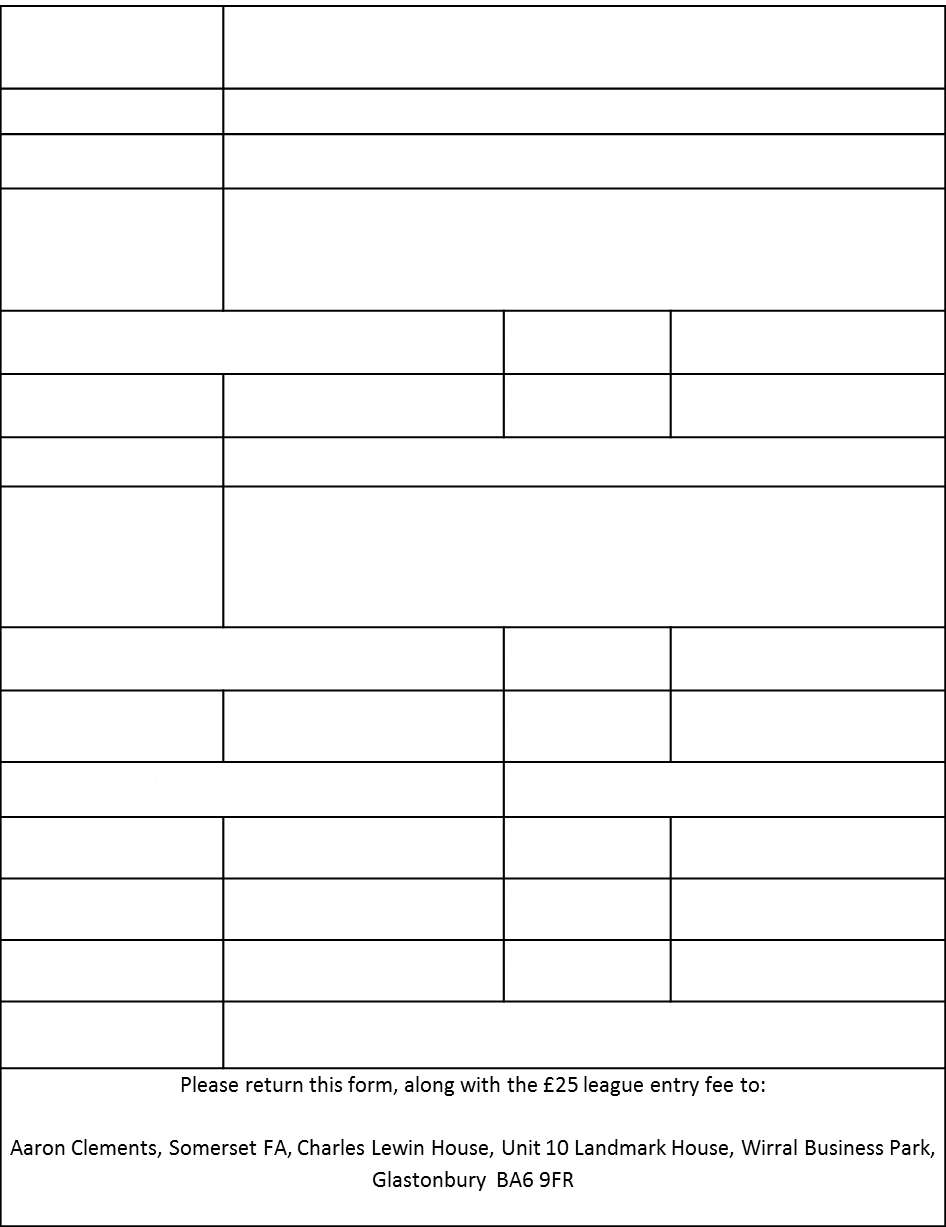 Please return this form, along with the £25 league entry fee to:
Aaron Clements, Somerset FA, Charles Lewin House, Unit 10 Landmark House, Wirral Business Park,
Glastonbury  BA6 9FR